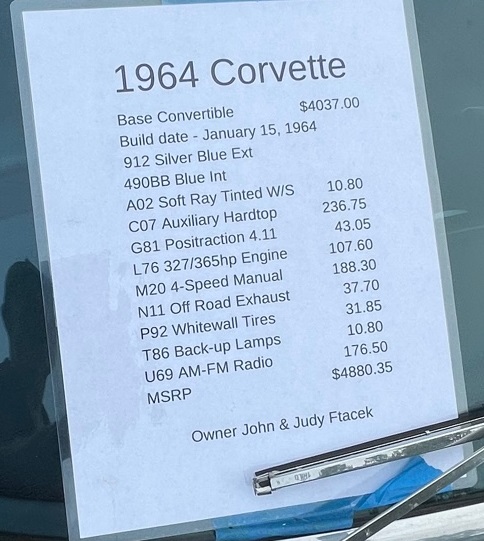 1964 Corvette
Base Convertible $4037.00
Build date - January 15, 1964
912 Silver Blue Ext
490BB Blue Int
A02 Soft Ray Tinted W/S 10.80
C07 Auxiliary Hardtop 236.75
G81 Positraction 4.11 43.05
L76 327/365hp Engine 107.60
M20 4-Speed Manual 188.30
N11 Off Road Exhaust 37.70
P92 Whitewall Tires 31.85
T86 Back-up Lamps 10.80
U69 AM-FM Radio 176.50
MSRP $4880.35
Owner John & Judy Ftacek